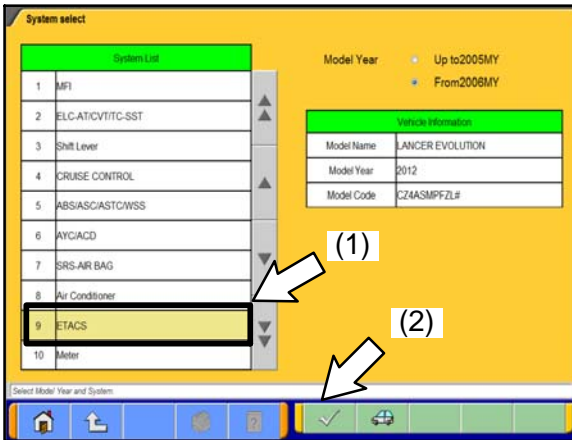 System select
System List
Model Year
Up to2005MY
From2006MY
1 MFI
2 ELC-AT/CVT/TC-SST
3 Shift Lever
4 CRUISE CONTROL
5 ABS/ASC/ASTC/WSS
6 AYC/ACD
7 SRS-AIR BAG
8 Air Conditioner
9 ETACS
10 Meter
Vehicle Information
Model Name LANCER EVOLUTION
Model Year 2012
Model Code CZ4ASMPFZL#
(1)
(2)
Select Model Year and System
?